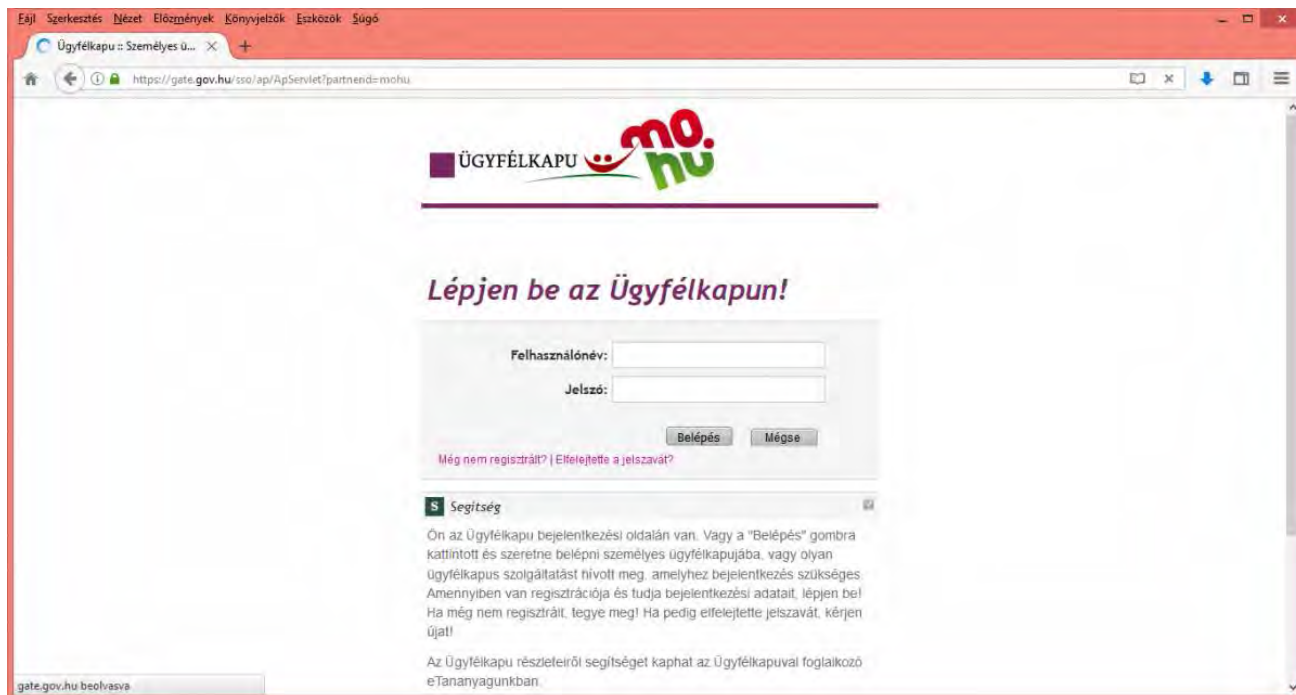 Fájl Szerkesztés Nézet Előzmények Könyvjelzők Eszközök Súgó
Ügyfélkapu :: Személyes ü...
https://gate.gov.hu/sso/ap/ApServlet?partnerid=mohu
ÜGYFÉLKAPU mo.hu
Lépjen be az Ügyfélkapun!
Felhasználónév:
Jelszó:
Belépés Mégse
Még nem regisztrált? | Elfelejtette a jelszavát?
S Segítség
Ön az Ügyfélkapu bejelentkezési oldalán van. Vagy a "Belépés" gombra
kattintott és szeretne belépni személyes ügyfélkapujába, vagy olyan
ügyfélkapus szolgáltatást hívott meg, amelyhez bejelentkezés szükséges.
Amennyiben van regisztrációja és tudja bejelentkezési adatait, lépjen be!
Ha még nem regisztrált, tegye meg! Ha pedig elfelejtette jelszavát, kérjen
újat!
Az Ügyfélkapu részleteiről segítséget kaphat az Ügyfélkapuval foglalkozó
eTananyagunkban.
gate.gov.hu beolvasva